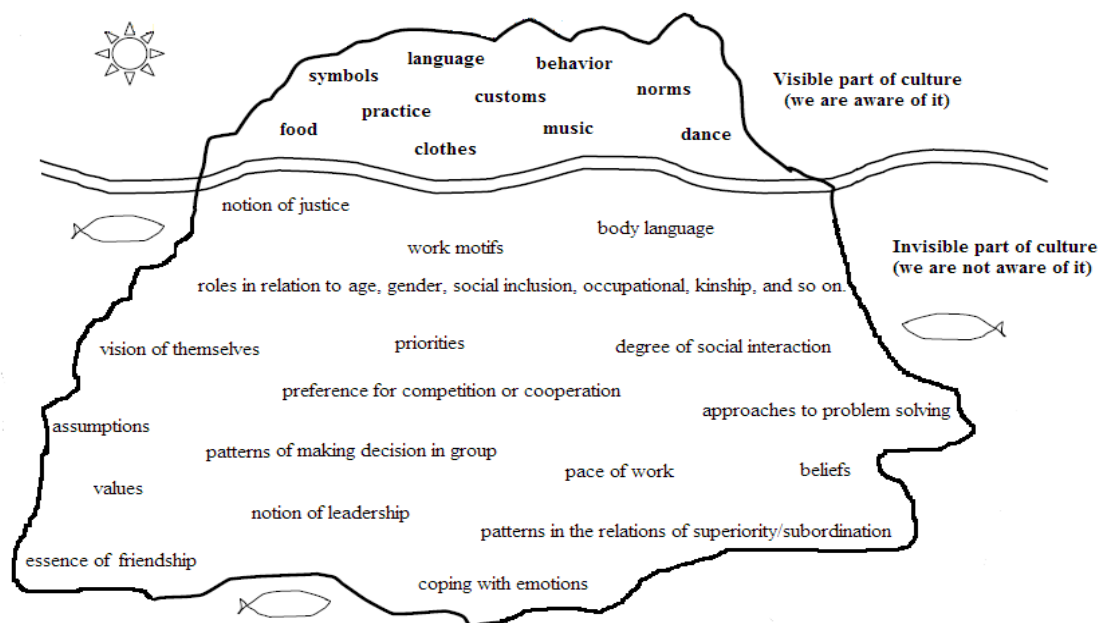 language
behavior
symbols
norms
customs
practice
food
music
dance
clothes
Visible part of culture
(we are aware of it)
notion of justice
body language
work motifs
Invisible part of culture
(we are not aware of it)
roles in relation to age, gender, social inclusion, occupational, kinship, and so on.
vision of themselves
priorities
degree of social interaction
preference for competition or cooperation
approaches to problem solving
assumptions
patterns of making decision in group
pace of work
beliefs
values
notion of leadership
patterns in the relations of superiority/subordination
essence of friendship
coping with emotions